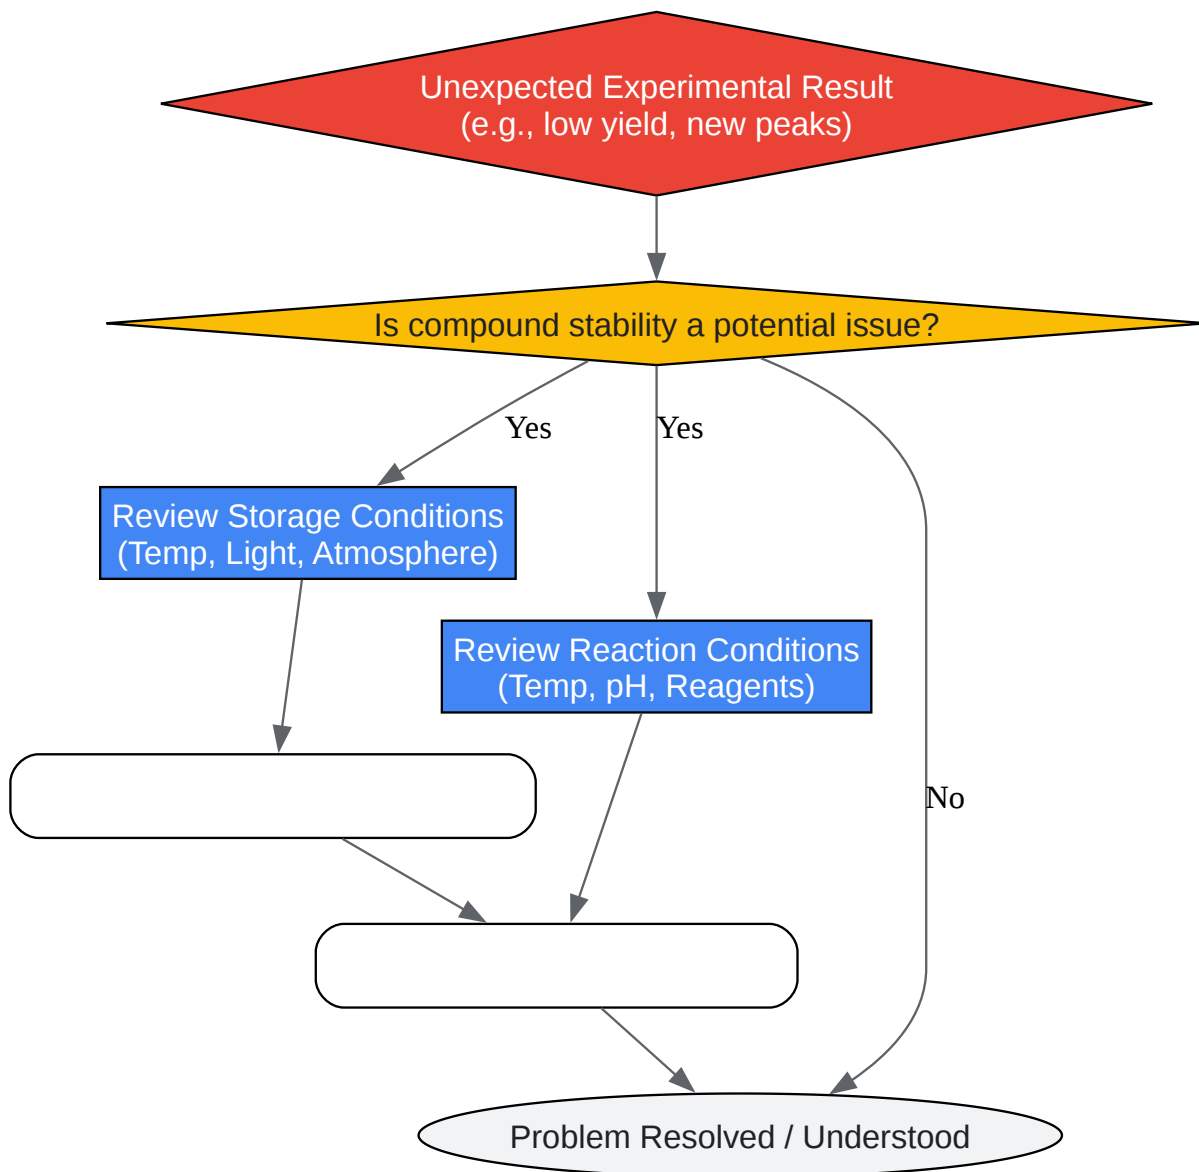 Unexpected Experimental Result
(e.g., low yield, new peaks)
Is compound stability a potential issue?
Yes
Yes
Review Storage Conditions
(Temp, Light, Atmosphere)
Review Reaction Conditions
(Temp, pH, Reagents)
No
Problem Resolved / Understood